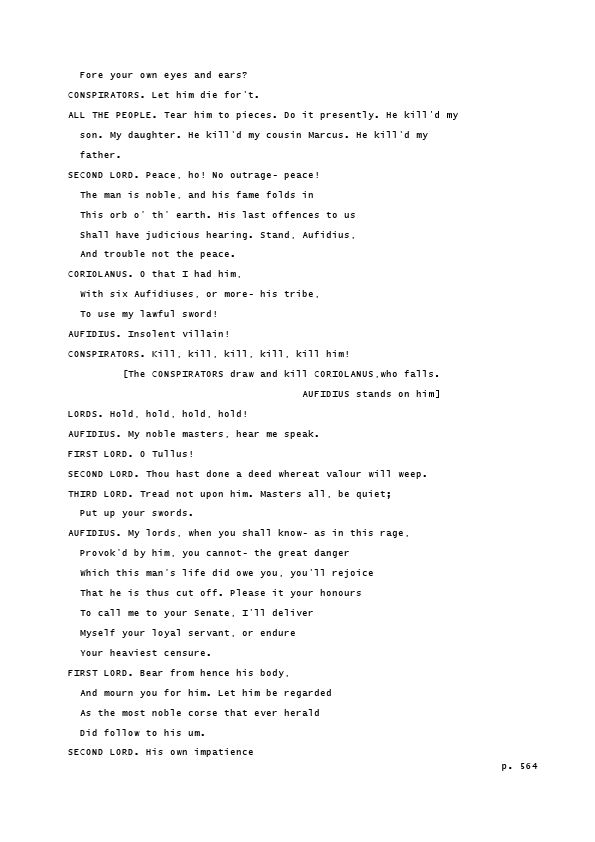 Fore your own eyes and ears?
CONSPIRATORS. Let him die for't.
ALL THE PEOPLE. Tear him to pieces. Do it presently. He kill'd my
son. My daughter. He kill'd my cousin Marcus. He kill'd my
father.
SECOND LORD. Peace, ho! No outrage- peace!
The man is noble, and his fame folds in
This orb o' th' earth. His last offences to us
Shall have judicious hearing. Stand, Aufidius,
And trouble not the peace.
CORIOLANUS. O that I had him,
With six Aufidiuses, or more- his tribe,
To use my lawful sword!
AUFIDIUS. Insolent villain!
CONSPIRATORS. Kill, kill, kill, kill, kill him!
[The CONSPIRATORS draw and kill CORIOLANUS,who falls.
AUFIDIUS stands on him]
LORDS. Hold, hold, hold, hold!
AUFIDIUS. My noble masters, hear me speak.
FIRST LORD. O Tullus!
SECOND LORD. Thou hast done a deed whereat valour will weep.
THIRD LORD. Tread not upon him. Masters all, be quiet;
Put up your swords.
AUFIDIUS. My lords, when you shall know- as in this rage,
Provok'd by him, you cannot- the great danger
Which this man's life did owe you, you'll rejoice
That he is thus cut off. Please it your honours
To call me to your Senate, I'll deliver
Myself your loyal servant, or endure
Your heaviest censure.
FIRST LORD. Bear from hence his body,
And mourn you for him. Let him be regarded
As the most noble corse that ever herald
Did follow to his um.
SECOND LORD. His own impatience
p. 564